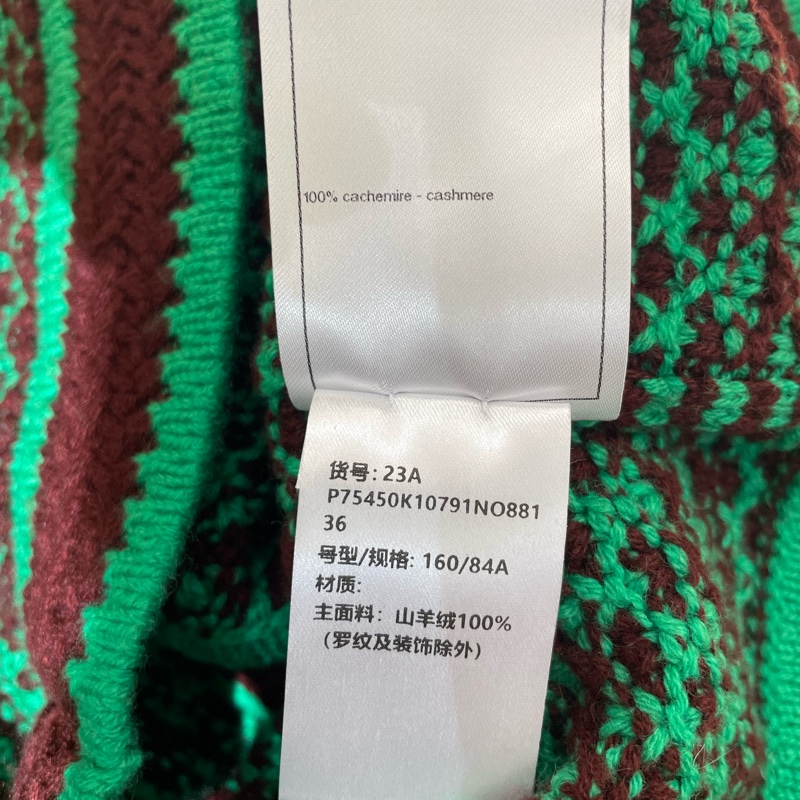 100% cachemire - cashmere
货号: 23A
P75450K10791NO881
36
号型/规格: 160/84A
材质:
主面料: 山羊绒100%
(罗纹及装饰除外)